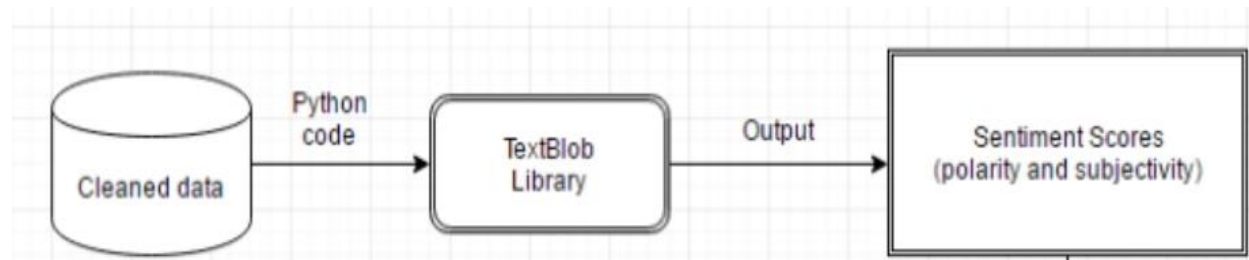 Cleaned data
Python
code
TextBlob
Library
Output
Sentiment Scores
(polarity and subjectivity)